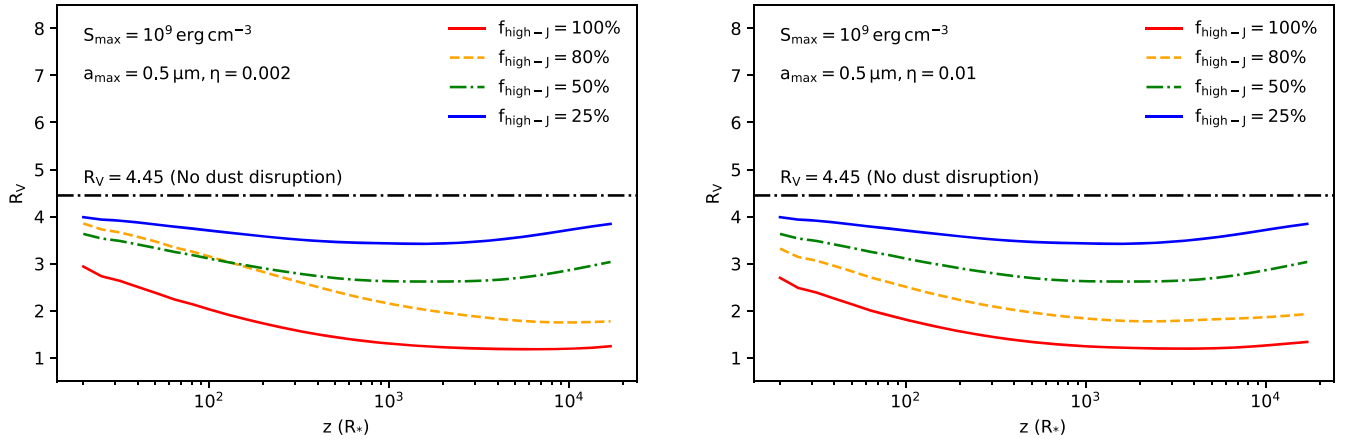 8
7
6
5
4
3
2
1
R_V
S_max = 10^9 erg cm^−3
a_max = 0.5 μm, η = 0.002
f_high−J = 100%
f_high−J = 80%
f_high−J = 50%
f_high−J = 25%
R_V = 4.45 (No dust disruption)
10^2 10^3 10^4
z (R_*)
8
7
6
5
4
3
2
1
R_V
S_max = 10^9 erg cm^−3
a_max = 0.5 μm, η = 0.01
f_high−J = 100%
f_high−J = 80%
f_high−J = 50%
f_high−J = 25%
R_V = 4.45 (No dust disruption)
10^2 10^3 10^4
z (R_*)